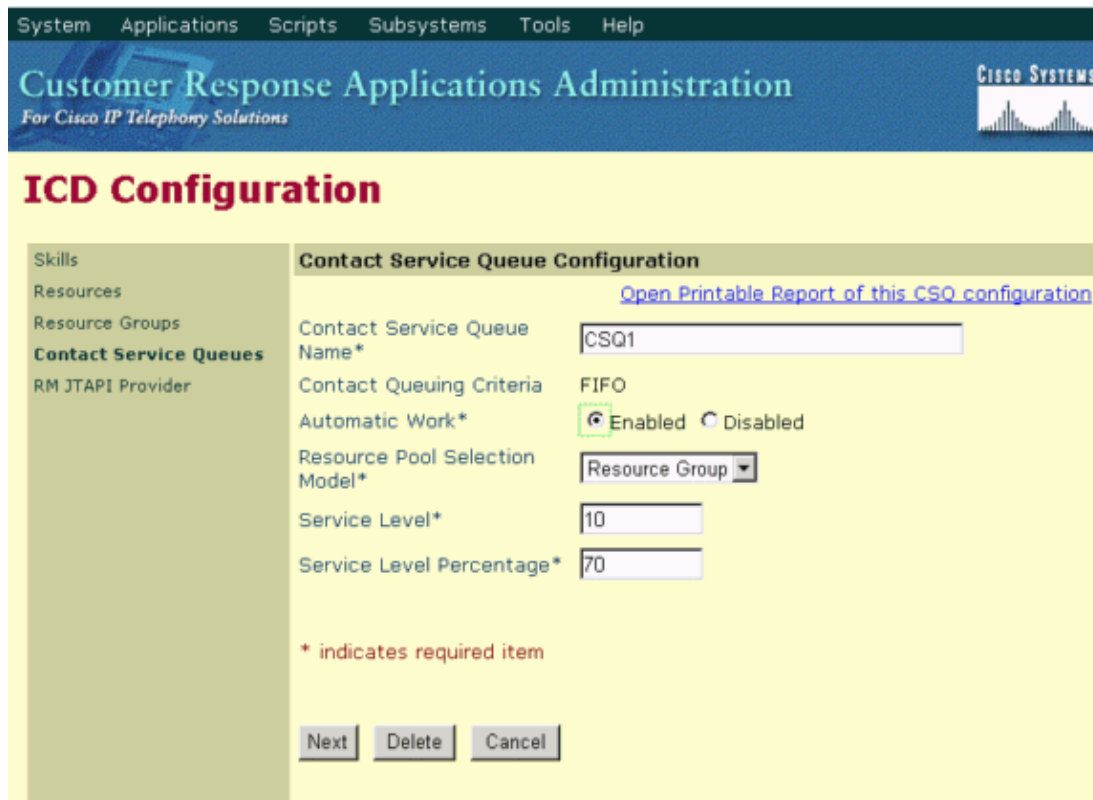 System Applications Scripts Subsystems Tools Help
Customer Response Applications Administration
For Cisco IP Telephony Solutions
CISCO SYSTEMS
ICD Configuration
Skills
Resources
Resource Groups
Contact Service Queues
RM JTAPI Provider
Contact Service Queue Configuration
Open Printable Report of this CSQ configuration
Contact Service Queue
Name*
CSQ1
Contact Queuing Criteria FIFO
Automatic Work* Enabled Disabled
Resource Pool Selection
Model*
Resource Group
Service Level* 10
Service Level Percentage* 70
* indicates required item
Next Delete Cancel